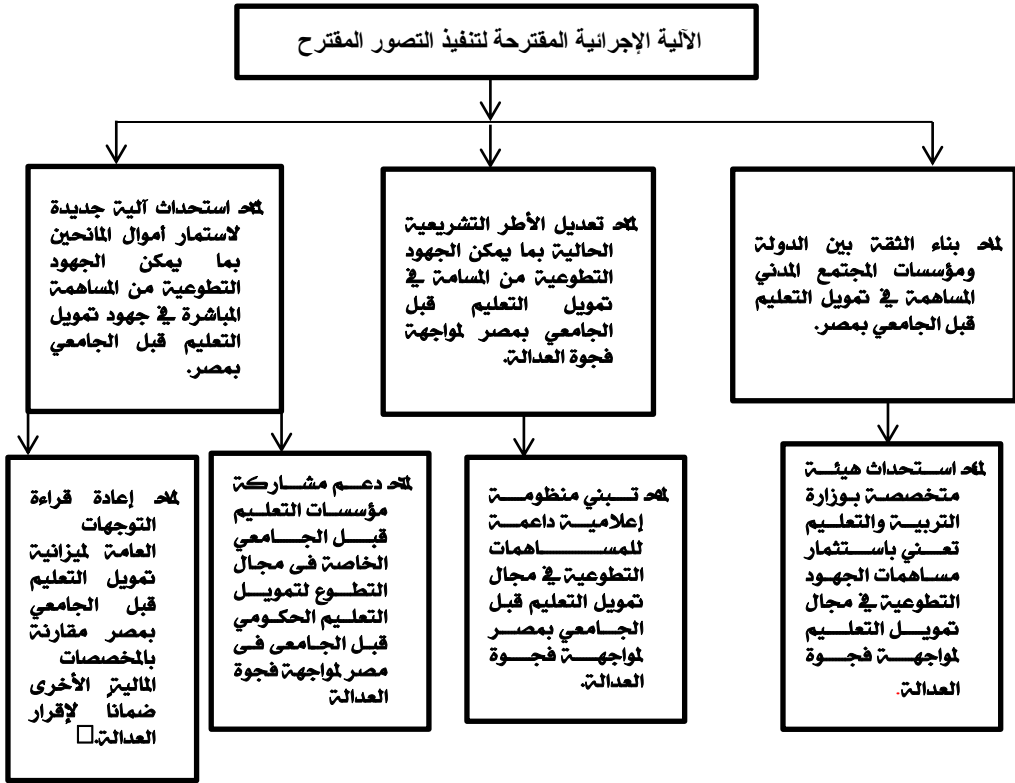 الآلية الإجرائية المقترحة لتنفيذ التصور المقترح
بناء الثقة بين الدولة
ومؤسسات المجتمع المدني
المساهمة في تمويل التعليم
قبل الجامعي بمصر.
تعديل الأطر التشريعية
الحالية بما يمكن الجهود
التطوعية من المسامة في
تمويل التعليم قبل
الجامعي بمصر لمواجهة
فجوة العدالة.
استحداث آلية جديدة
لاستمار أموال المانحين
بما يمكن الجهود
التطوعية من المساهمة
المباشرة في جهود تمويل
التعليم قبل الجامعي
بمصر.
استحداث هيئة
متخصصة بوزارة
التربية والتعليم
تعني باستثمار
مساهمات الجهود
التطوعية في مجال
تمويل التعليم
لمواجهة فجوة
العدالة.
تبني منظومة
إعلامية داعمة
للمساهمات
التطوعية في مجال
تمويل التعليم قبل
الجامعي بمصر
لمواجهة فجوة
العدالة.
دعم مشاركة
مؤسسات التعليم
قبل الجامعي
الخاصة فى مجال
التطوع لتمويل
التعليم الحكومي
قبل الجامعى فى
مصر لمواجهة فجوة
العدالة
إعادة قراءة
التوجهات
العامة لميزانية
تمويل التعليم
قبل الجامعي
بمصر مقارنة
بالمخصصات
المالية الأخرى
ضماناً لإقرار
العدالة.